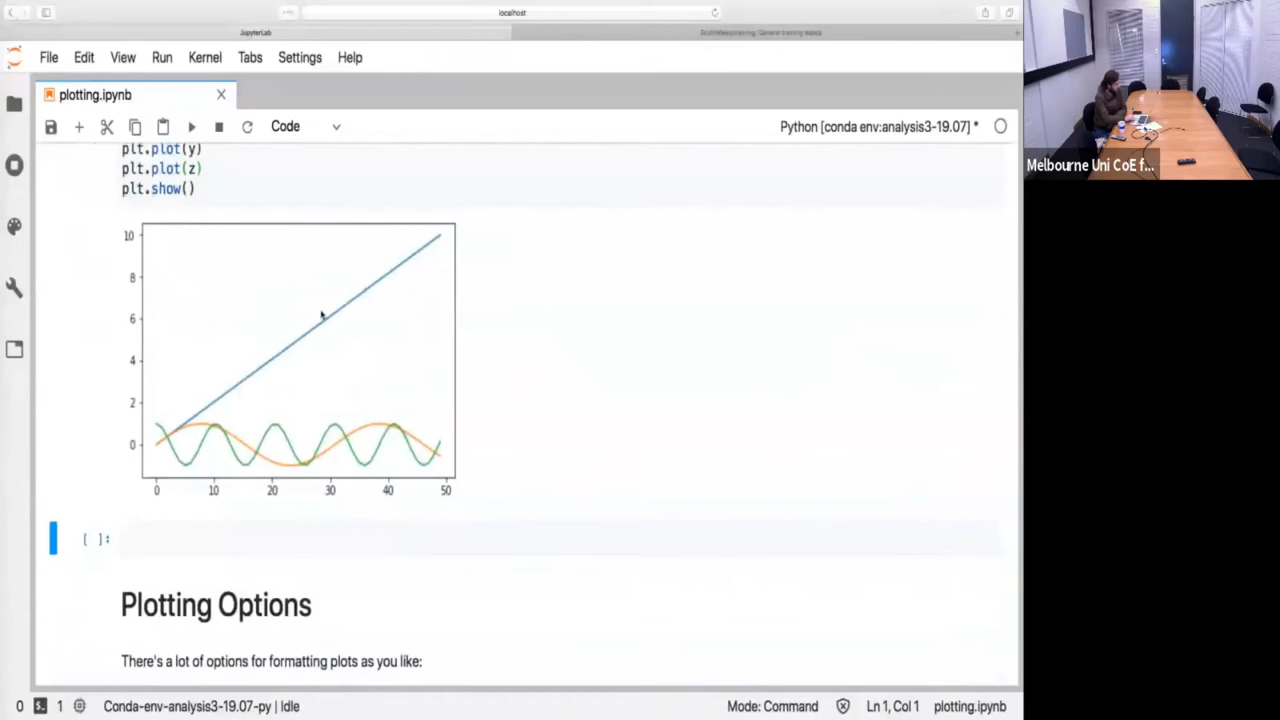 localhost
JupyterLab
File Edit View Run Kernel Tabs Settings Help
plotting.ipynb
Code
Python [conda env:analysis3-19.07] *
plt.plot(y)
plt.plot(z)
plt.show()
10
8
6
4
2
0
0 10 20 30 40 50
[ ]:
Plotting Options
There's a lot of options for formatting plots as you like:
0 1 Conda-env-analysis3-19.07-py | Idle Mode: Command Ln 1, Col 1 plotting.ipynb
Melbourne Uni CoE f...